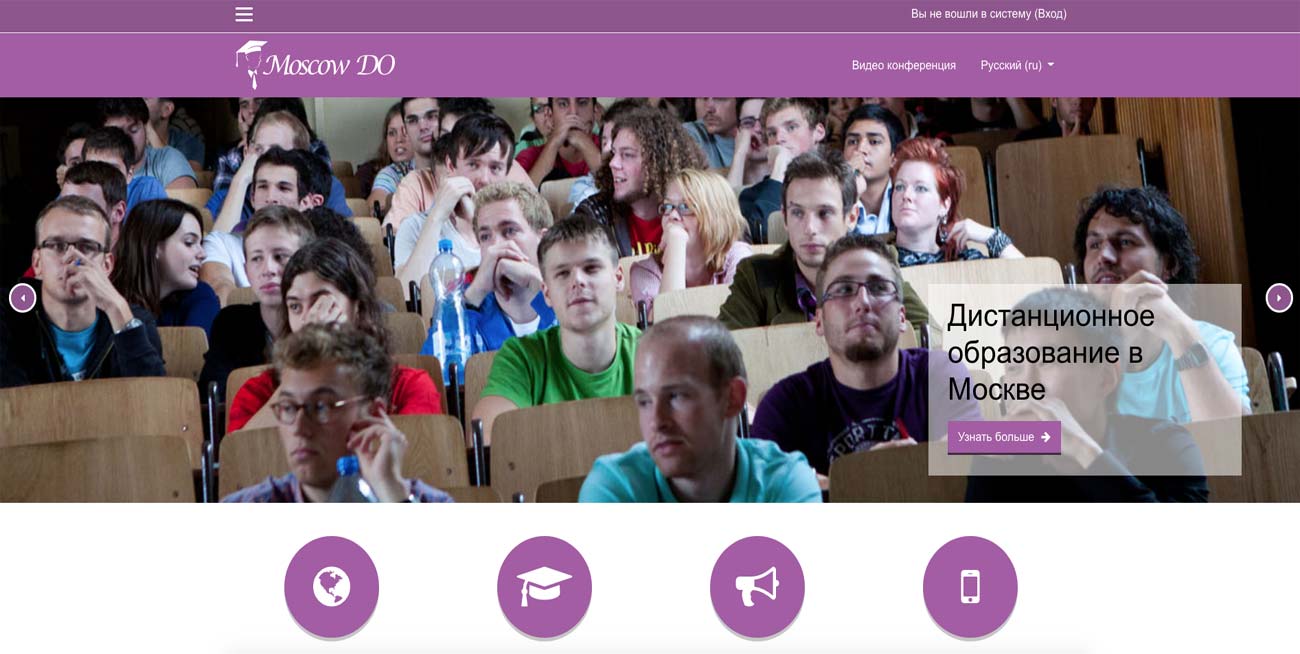 Вы не вошли в систему (Вход)
Moscow DO
Видео конференция
Русский (ru)
Дистанционное
образование в
Москве
Узнать больше